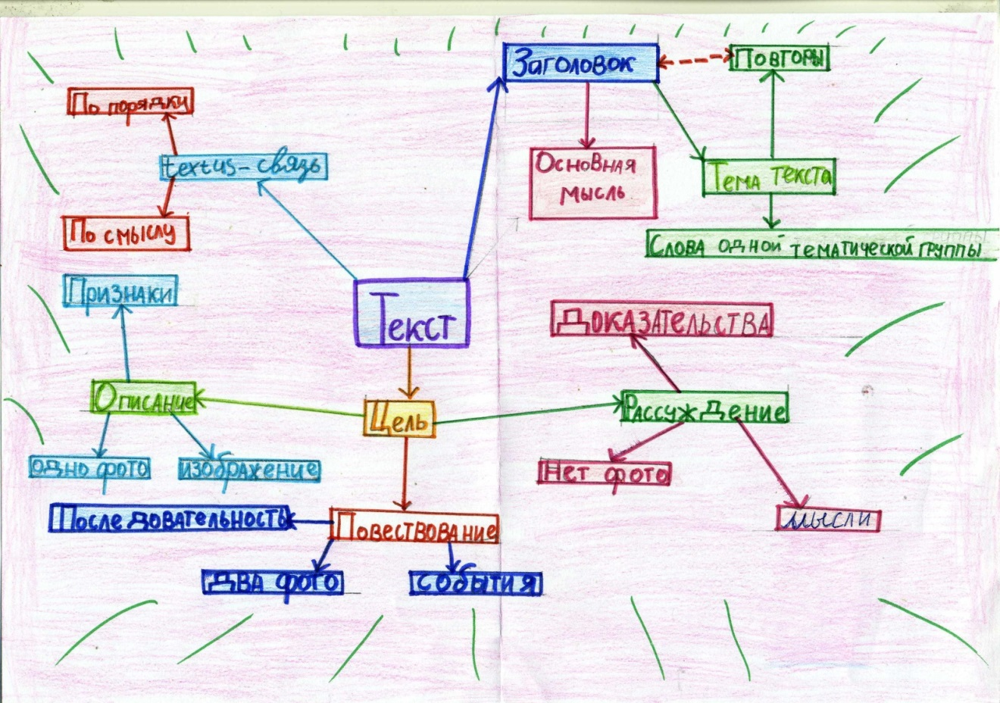 Заголовок
Повторы
По порядки
textus-связь
Основная
мысль
Тема текста
По смыслу
Слова одной тематической группы
Признаки
Текст
Доказательства
Описание
Цель
Рассуждение
одно фото
изображение
Нет фото
Последовательность
Повествование
мысли
два фото
события